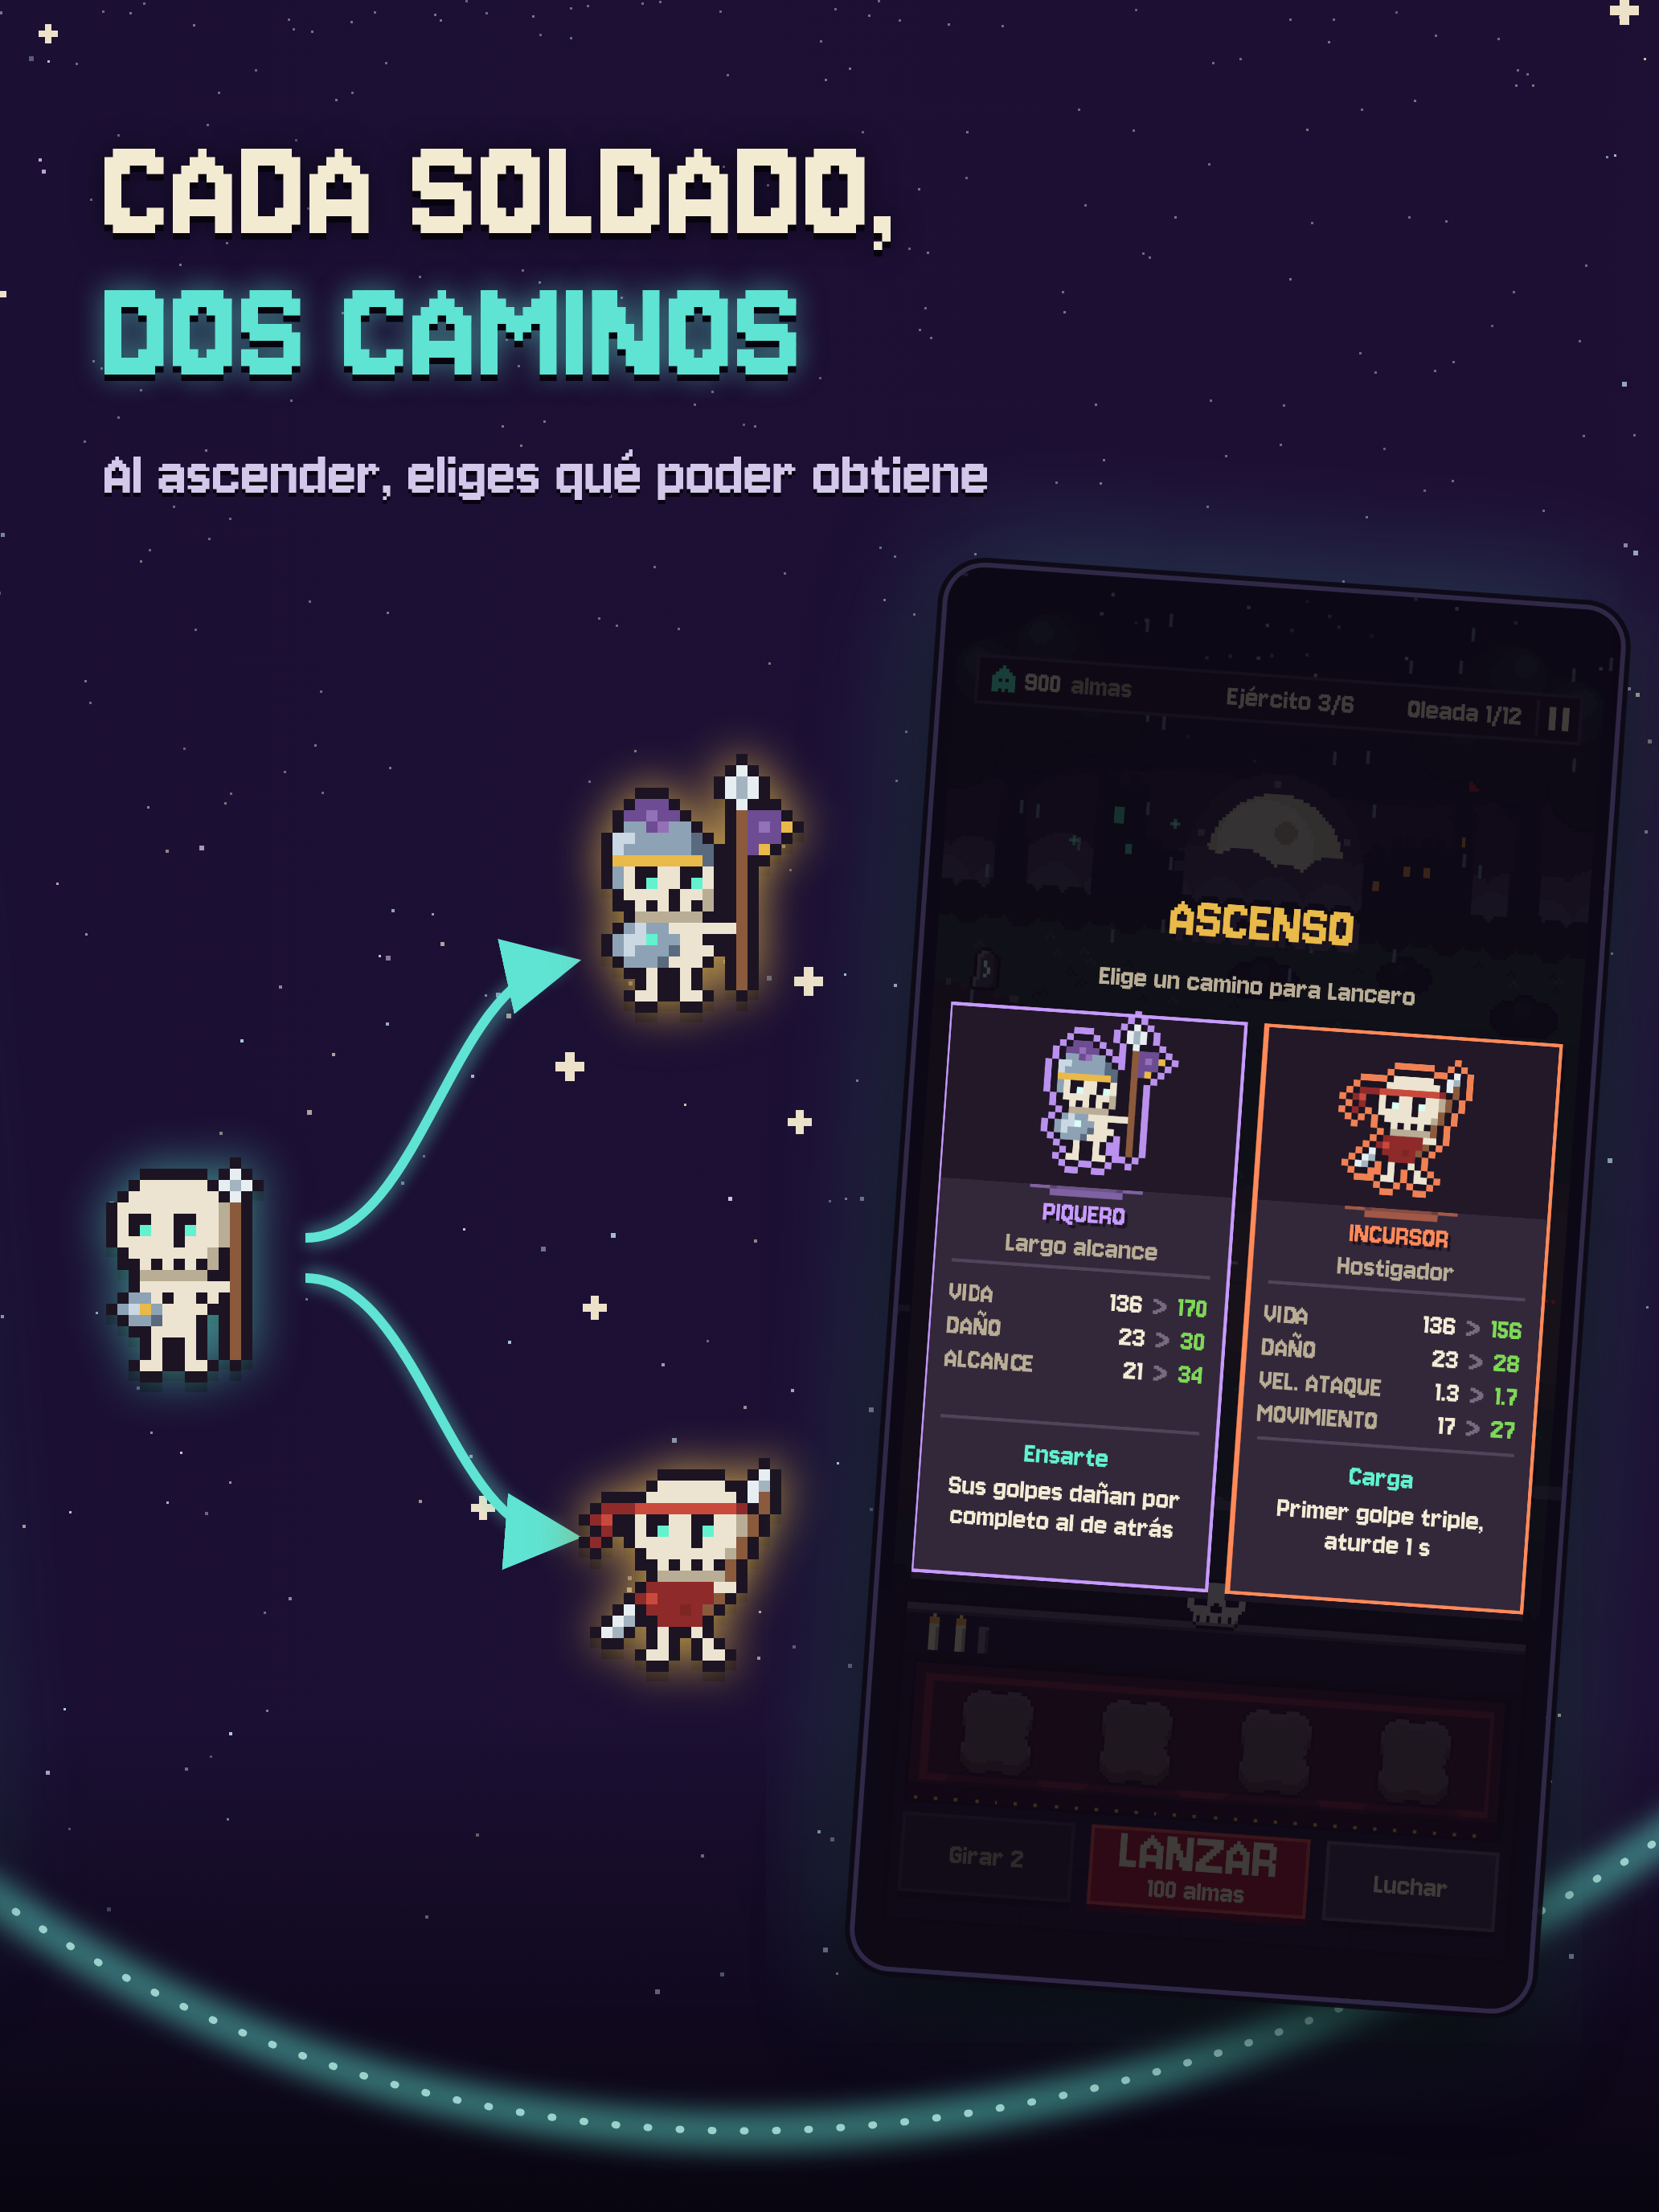 CADA SOLDADO,
DOS CAMINOS
Al ascender, eliges qué poder obtiene
900 almas
Ejército 3/6
Oleada 1/12
ASCENSO
Elige un camino para Lancero
PIQUERO
Largo alcance
VIDA 136 > 170
DAÑO 23 > 30
ALCANCE 21 > 34
Ensarte
Sus golpes dañan por
completo al de atrás
INCURSOR
Hostigador
VIDA 136 > 156
DAÑO 23 > 28
VEL. ATAQUE 1.3 > 1.7
MOVIMIENTO 17 > 27
Carga
Primer golpe triple,
aturde 1 s
Girar 2
LANZAR
100 almas
Luchar